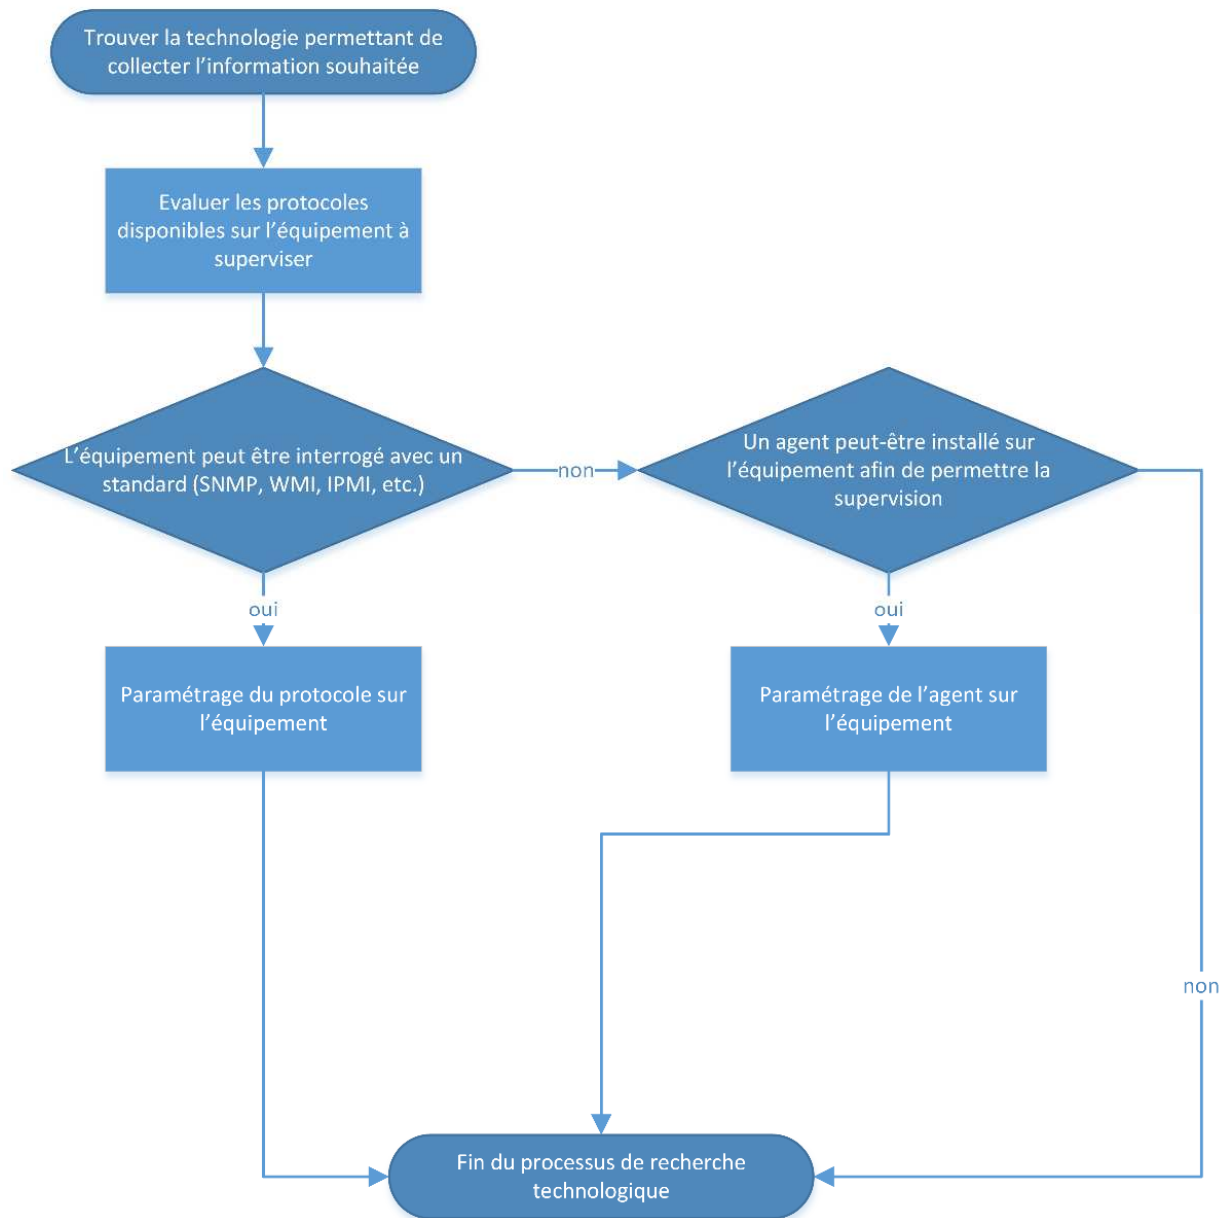 Trouver la technologie permettant de
collecter l'information souhaitée
Evaluer les protocoles
disponibles sur l'équipement à
superviser
L'équipement peut être interrogé avec un
standard (SNMP, WMI, IPMI, etc.)
non
Un agent peut-être installé sur
l'équipement afin de permettre la
supervision
oui
oui
Paramétrage du protocole sur
l'équipement
Paramétrage de l'agent sur
l'équipement
non
Fin du processus de recherche
technologique